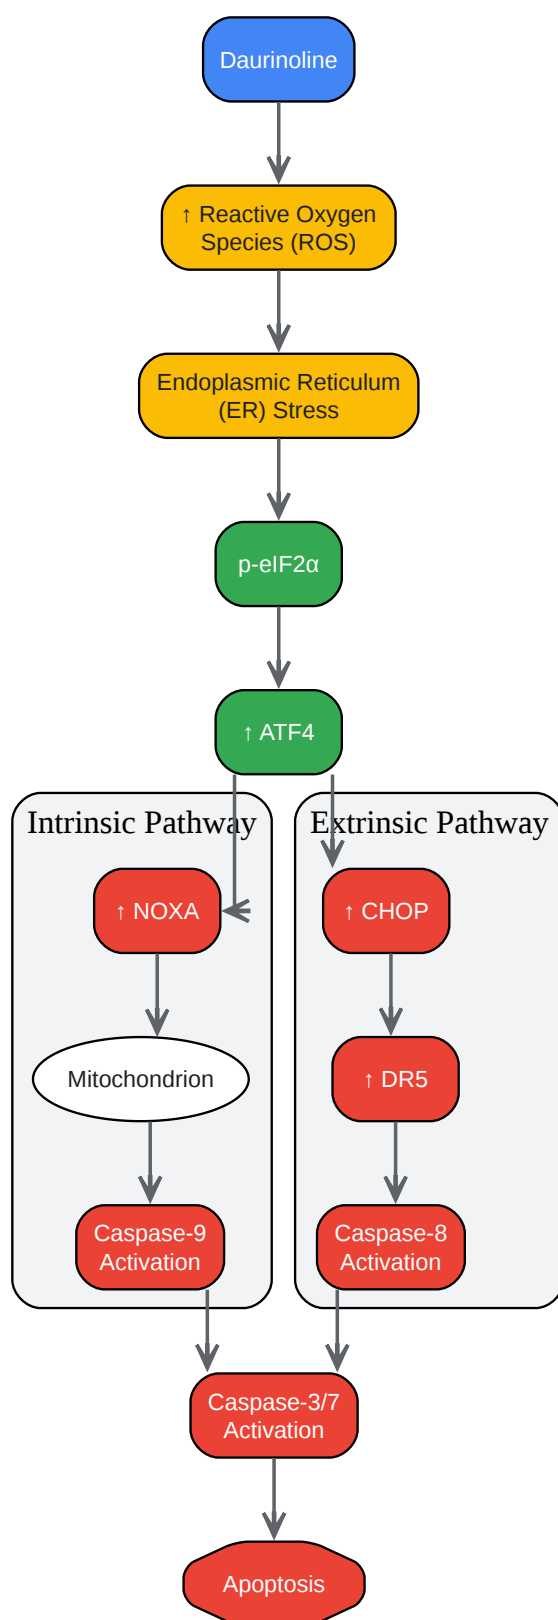 Daurinoline
↑ Reactive Oxygen
Species (ROS)
Endoplasmic Reticulum
(ER) Stress
p-eIF2α
↑ ATF4
Intrinsic Pathway
↑ NOXA
Mitochondrion
Caspase-9
Activation
Extrinsic Pathway
↑ CHOP
↑ DR5
Caspase-8
Activation
Caspase-3/7
Activation
Apoptosis